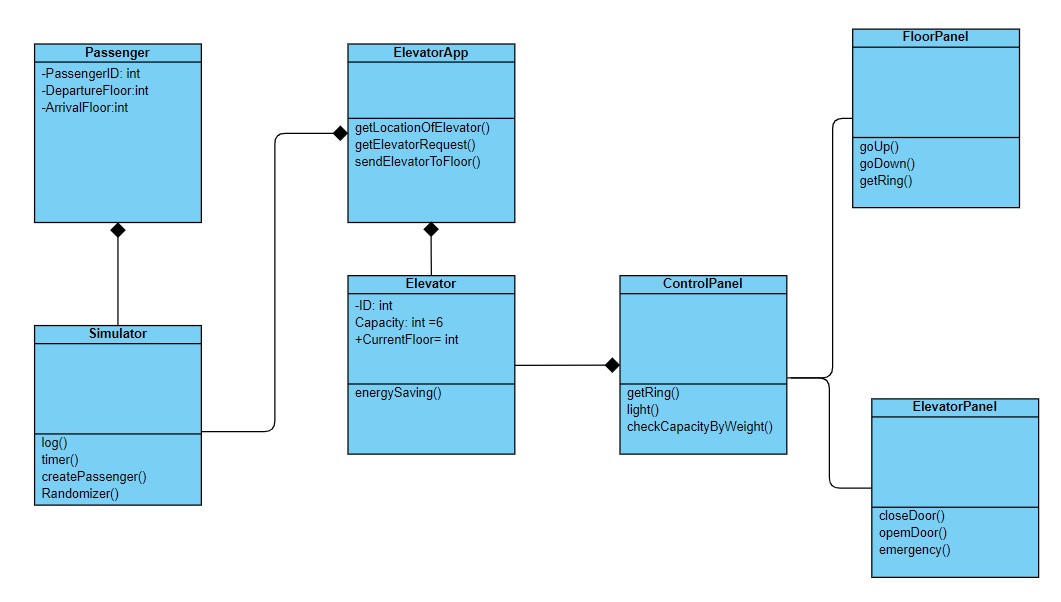 Passenger
-PassengerID: int
-DepartureFloor:int
-ArrivalFloor:int
ElevatorApp
getLocationOfElevator()
getElevatorRequest()
sendElevatorToFloor()
FloorPanel
goUp()
goDown()
getRing()
Simulator
log()
timer()
createPassenger()
Randomizer()
Elevator
-ID: int
Capacity: int =6
+CurrentFloor= int
energySaving()
ControlPanel
getRing()
light()
checkCapacityByWeight()
ElevatorPanel
closeDoor()
opemDoor()
emergency()